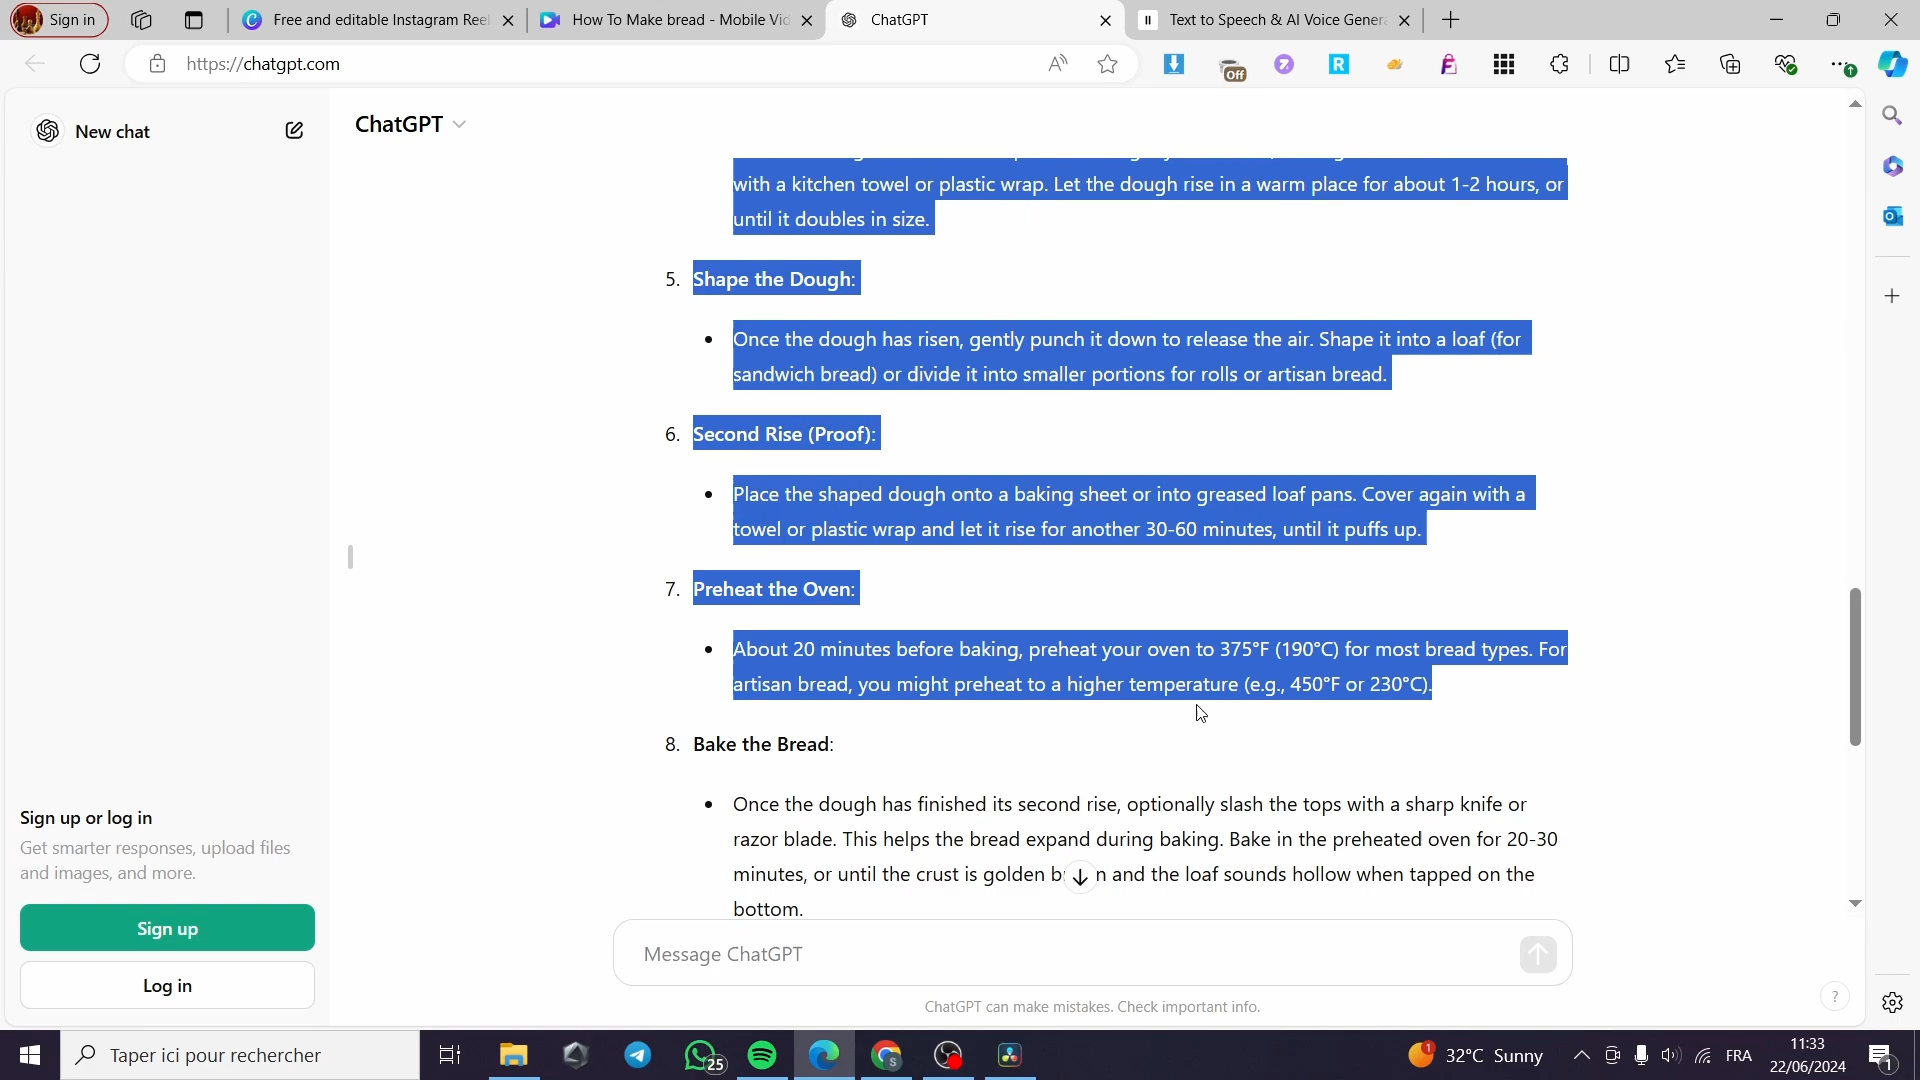 Sign in
Free and editable Instagram Reel
How To Make bread - Mobile Vid
ChatGPT
Text to Speech & AI Voice Genera
https://chatgpt.com
Off
New chat
ChatGPT
with a kitchen towel or plastic wrap. Let the dough rise in a warm place for about 1-2 hours, or
until it doubles in size.
5. Shape the Dough:
• Once the dough has risen, gently punch it down to release the air. Shape it into a loaf (for
sandwich bread) or divide it into smaller portions for rolls or artisan bread.
6. Second Rise (Proof):
• Place the shaped dough onto a baking sheet or into greased loaf pans. Cover again with a
towel or plastic wrap and let it rise for another 30-60 minutes, until it puffs up.
7. Preheat the Oven:
• About 20 minutes before baking, preheat your oven to 375°F (190°C) for most bread types. For
artisan bread, you might preheat to a higher temperature (e.g., 450°F or 230°C).
8. Bake the Bread:
• Once the dough has finished its second rise, optionally slash the tops with a sharp knife or
razor blade. This helps the bread expand during baking. Bake in the preheated oven for 20-30
minutes, or until the crust is golden b n and the loaf sounds hollow when tapped on the
bottom.
Sign up or log in
Get smarter responses, upload files
and images, and more.
Sign up
Log in
Message ChatGPT
ChatGPT can make mistakes. Check important info.
?
Taper ici pour rechercher
25
1
32°C Sunny
FRA
11:33
22/06/2024
1